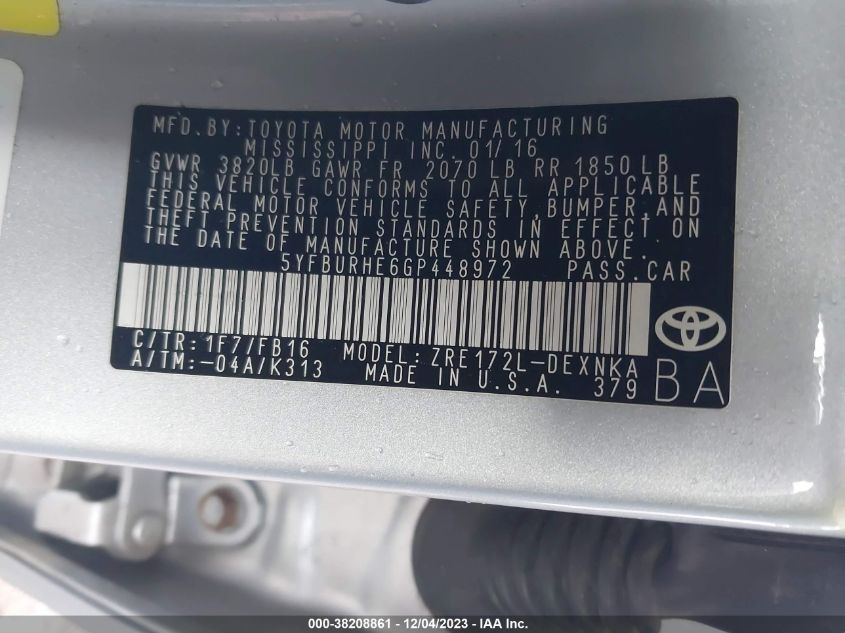 MFD.BY:TOYOTA MOTOR MANUFACTURING
MISSISSIPPI INC. 01/16
GVWR 3820LB GAWR FR 2070 LB RR 1850 LB
THIS VEHICLE CONFORMS TO ALL APPLICABLE
FEDERAL MOTOR VEHICLE SAFETY,BUMPER,AND
THEFT PREVENTION STANDARDS IN EFFECT ON
THE DATE OF MANUFACTURE SHOWN ABOVE.
5YFBURHE6GP448972 PASS.CAR
C/TR:1F7/FB16 MODEL:ZRE172L-DEXNKA
A/TM:-04A/K313 MADE IN U.S.A. 379
BA
000-38208861 - 12/04/2023 - IAA Inc.